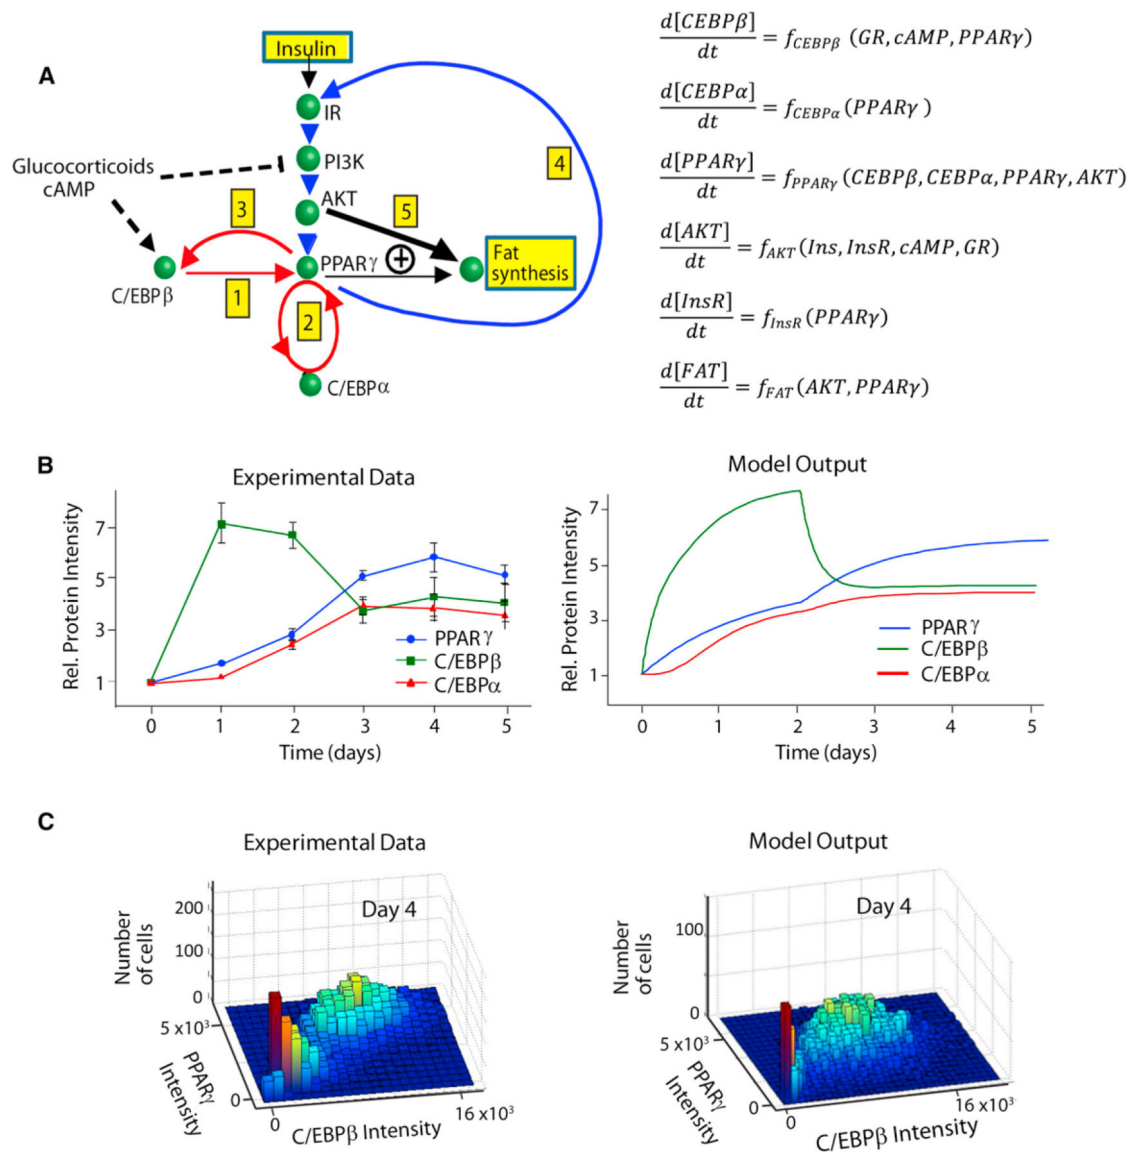 A
Insulin
IR
PI3K
AKT
PPARγ
Glucocorticoids
cAMP
C/EBPβ
C/EBPα
Fat
synthesis
1
2
3
4
5
+
d[CEBPβ]/dt = f_CEBPβ (GR, cAMP, PPARγ)
d[CEBPα]/dt = f_CEBPα (PPARγ )
d[PPARγ]/dt = f_PPARγ (CEBPβ, CEBPα, PPARγ, AKT)
d[AKT]/dt = f_AKT (Ins, InsR, cAMP, GR)
d[InsR]/dt = f_InsR (PPARγ)
d[FAT]/dt = f_FAT (AKT, PPARγ)
B
Experimental Data
Rel. Protein Intensity
7
5
3
1
PPARγ
C/EBPβ
C/EBPα
0 1 2 3 4 5
Time (days)
Model Output
Rel. Protein Intensity
7
5
3
1
PPARγ
C/EBPβ
C/EBPα
0 1 2 3 4 5
Time (days)
C
Experimental Data
Day 4
Number
of cells
200
100
100
0
5 x10³
0
PPARγ
Intensity
0
16 x10³
C/EBPβ Intensity
Model Output
Day 4
Number
of cells
100
0
5 x10³
0
PPARγ
Intensity
0
16 x10³
C/EBPβ Intensity